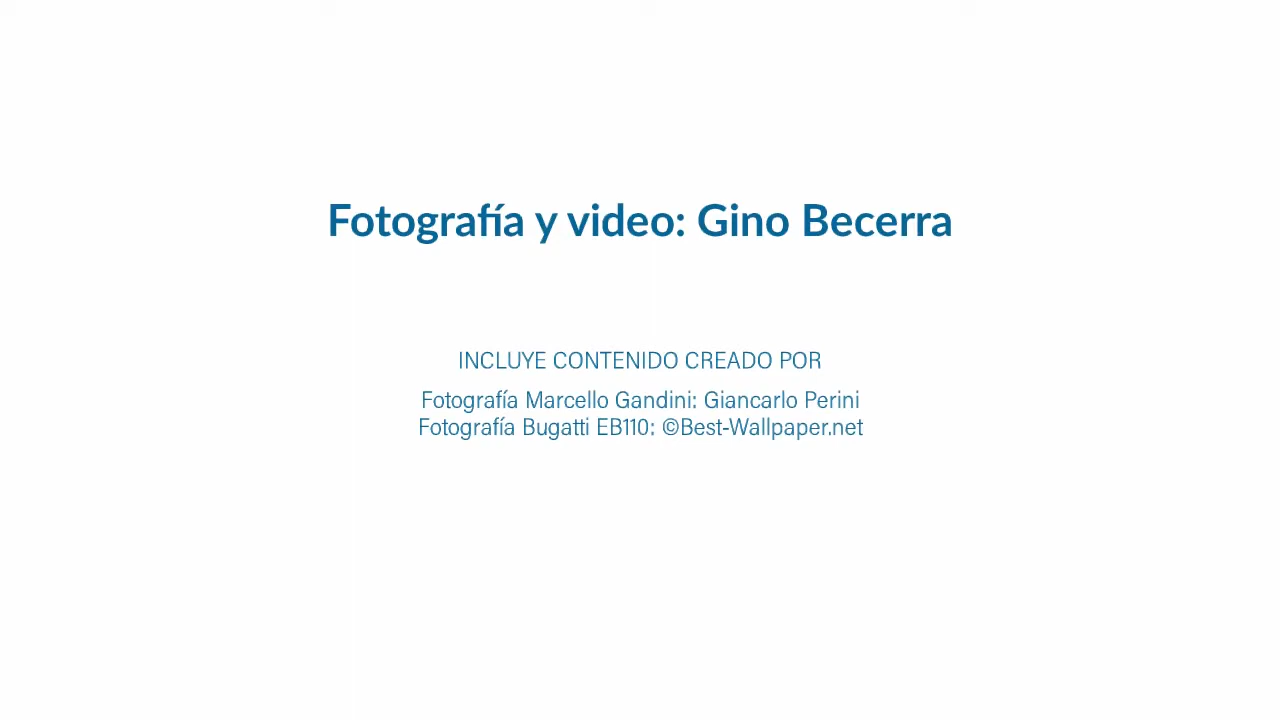 Fotografía y video: Gino Becerra
INCLUYE CONTENIDO CREADO POR
Fotografía Marcello Gandini: Giancarlo Perini
Fotografía Bugatti EB110: ©Best-Wallpaper.net